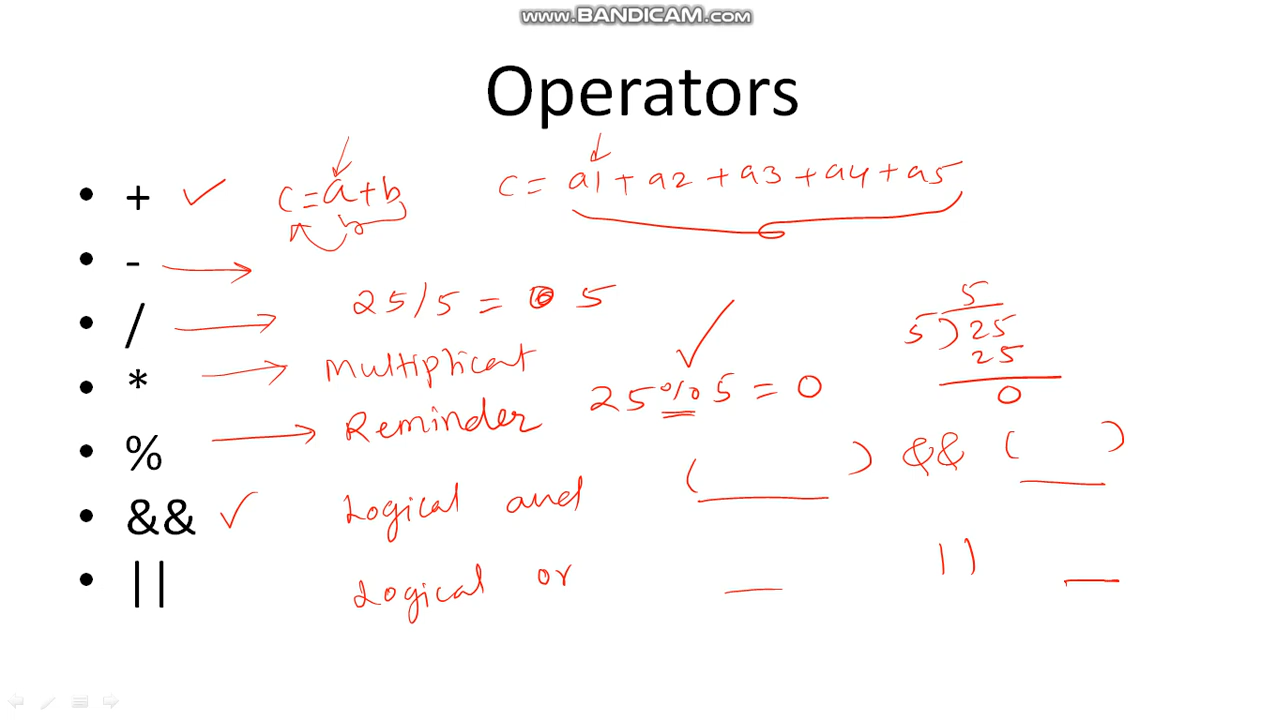 www.BANDICAM.com
Operators
• + c = a + b c = a1 + a2 + a3 + a4 + a5
• -
• / 25/5 = 5
5
5)25
25
0
• * Multiplicat
25%5 = 0
• % Reminder
( ) && ( )
• && Logical and
• || Logical or ||